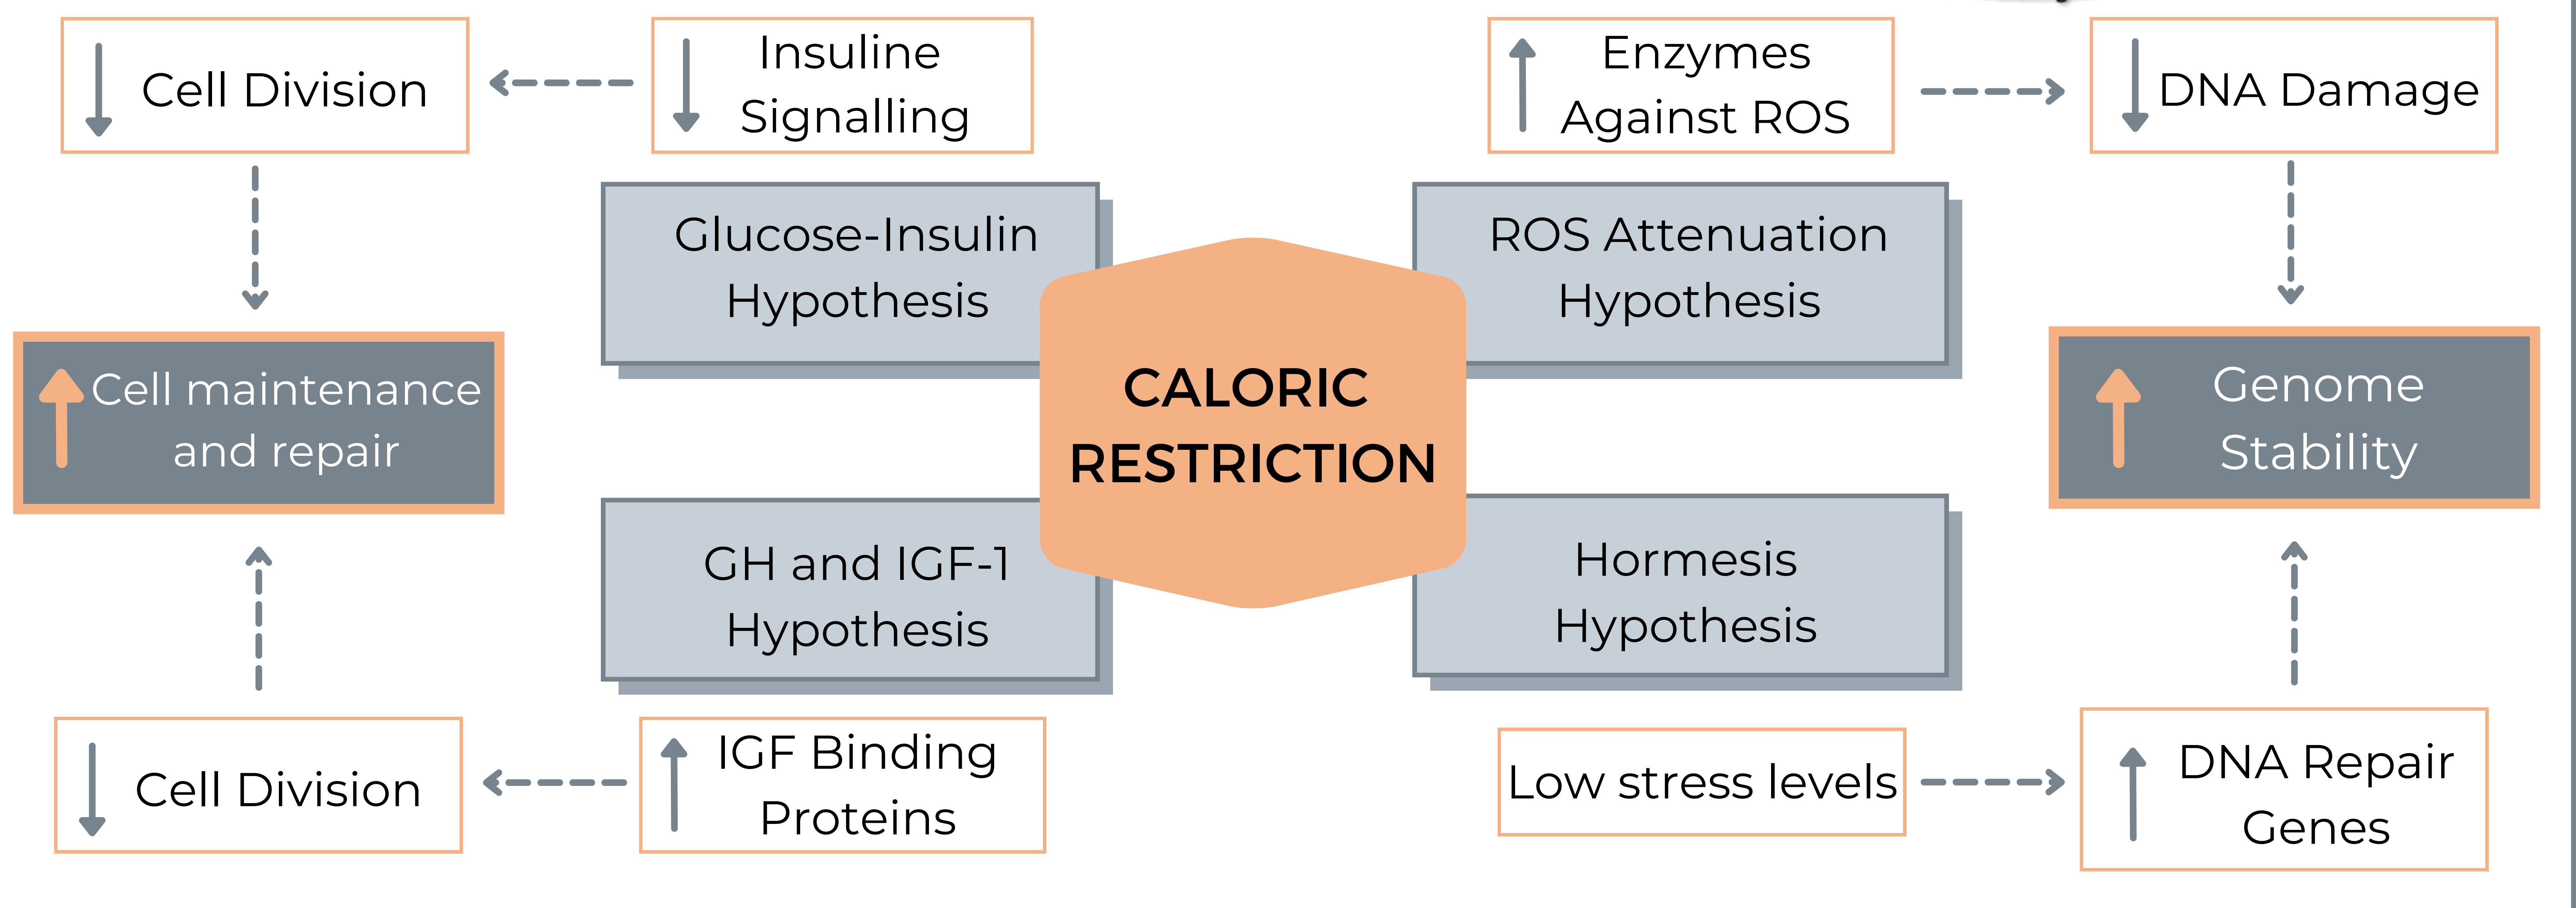 Cell Division
Insuline
Signalling
Enzymes
Against ROS
DNA Damage
Glucose-Insulin
Hypothesis
ROS Attenuation
Hypothesis
Cell maintenance
and repair
CALORIC
RESTRICTION
Genome
Stability
GH and IGF-1
Hypothesis
Hormesis
Hypothesis
Cell Division
IGF Binding
Proteins
Low stress levels
DNA Repair
Genes